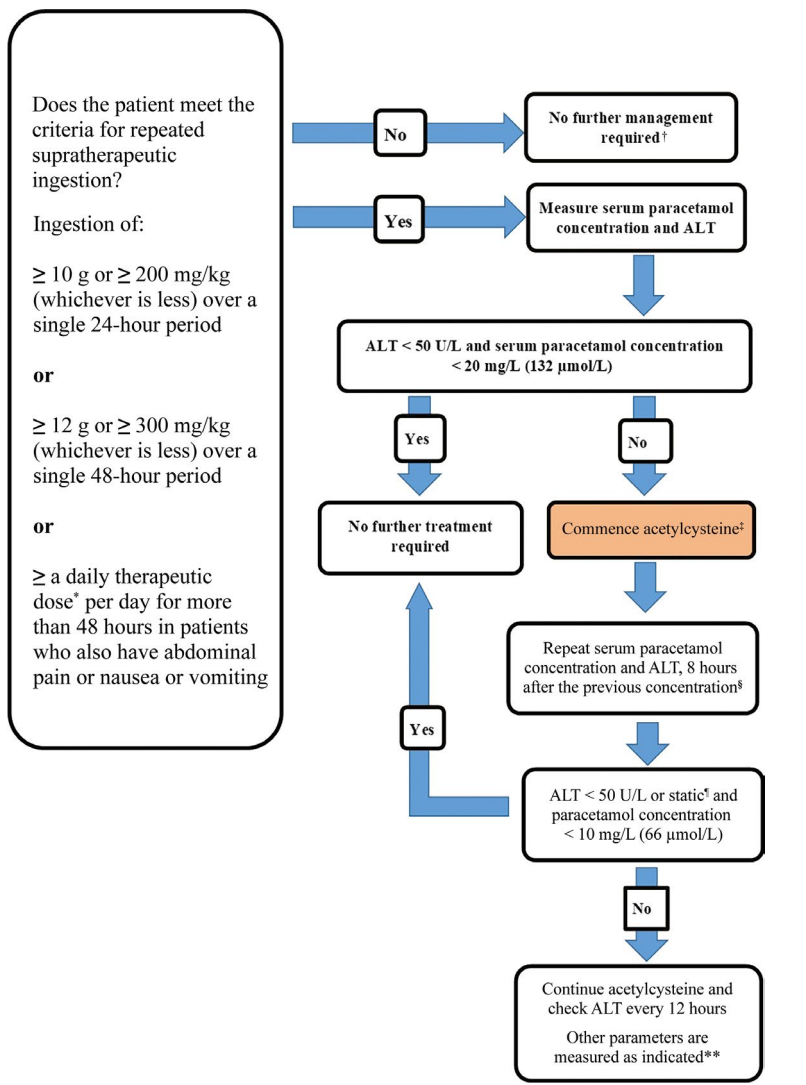 Does the patient meet the
criteria for repeated
supratherapeutic
ingestion?
Ingestion of:
≥ 10 g or ≥ 200 mg/kg
(whichever is less) over a
single 24-hour period
or
≥ 12 g or ≥ 300 mg/kg
(whichever is less) over a
single 48-hour period
or
≥ a daily therapeutic
dose* per day for more
than 48 hours in patients
who also have abdominal
pain or nausea or vomiting
No
No further management
required†
Yes
Measure serum paracetamol
concentration and ALT
ALT < 50 U/L and serum paracetamol concentration
< 20 mg/L (132 µmol/L)
Yes
No
No further treatment
required
Commence acetylcysteine‡
Repeat serum paracetamol
concentration and ALT, 8 hours
after the previous concentration§
Yes
ALT < 50 U/L or static¶ and
paracetamol concentration
< 10 mg/L (66 µmol/L)
No
Continue acetylcysteine and
check ALT every 12 hours
Other parameters are
measured as indicated**